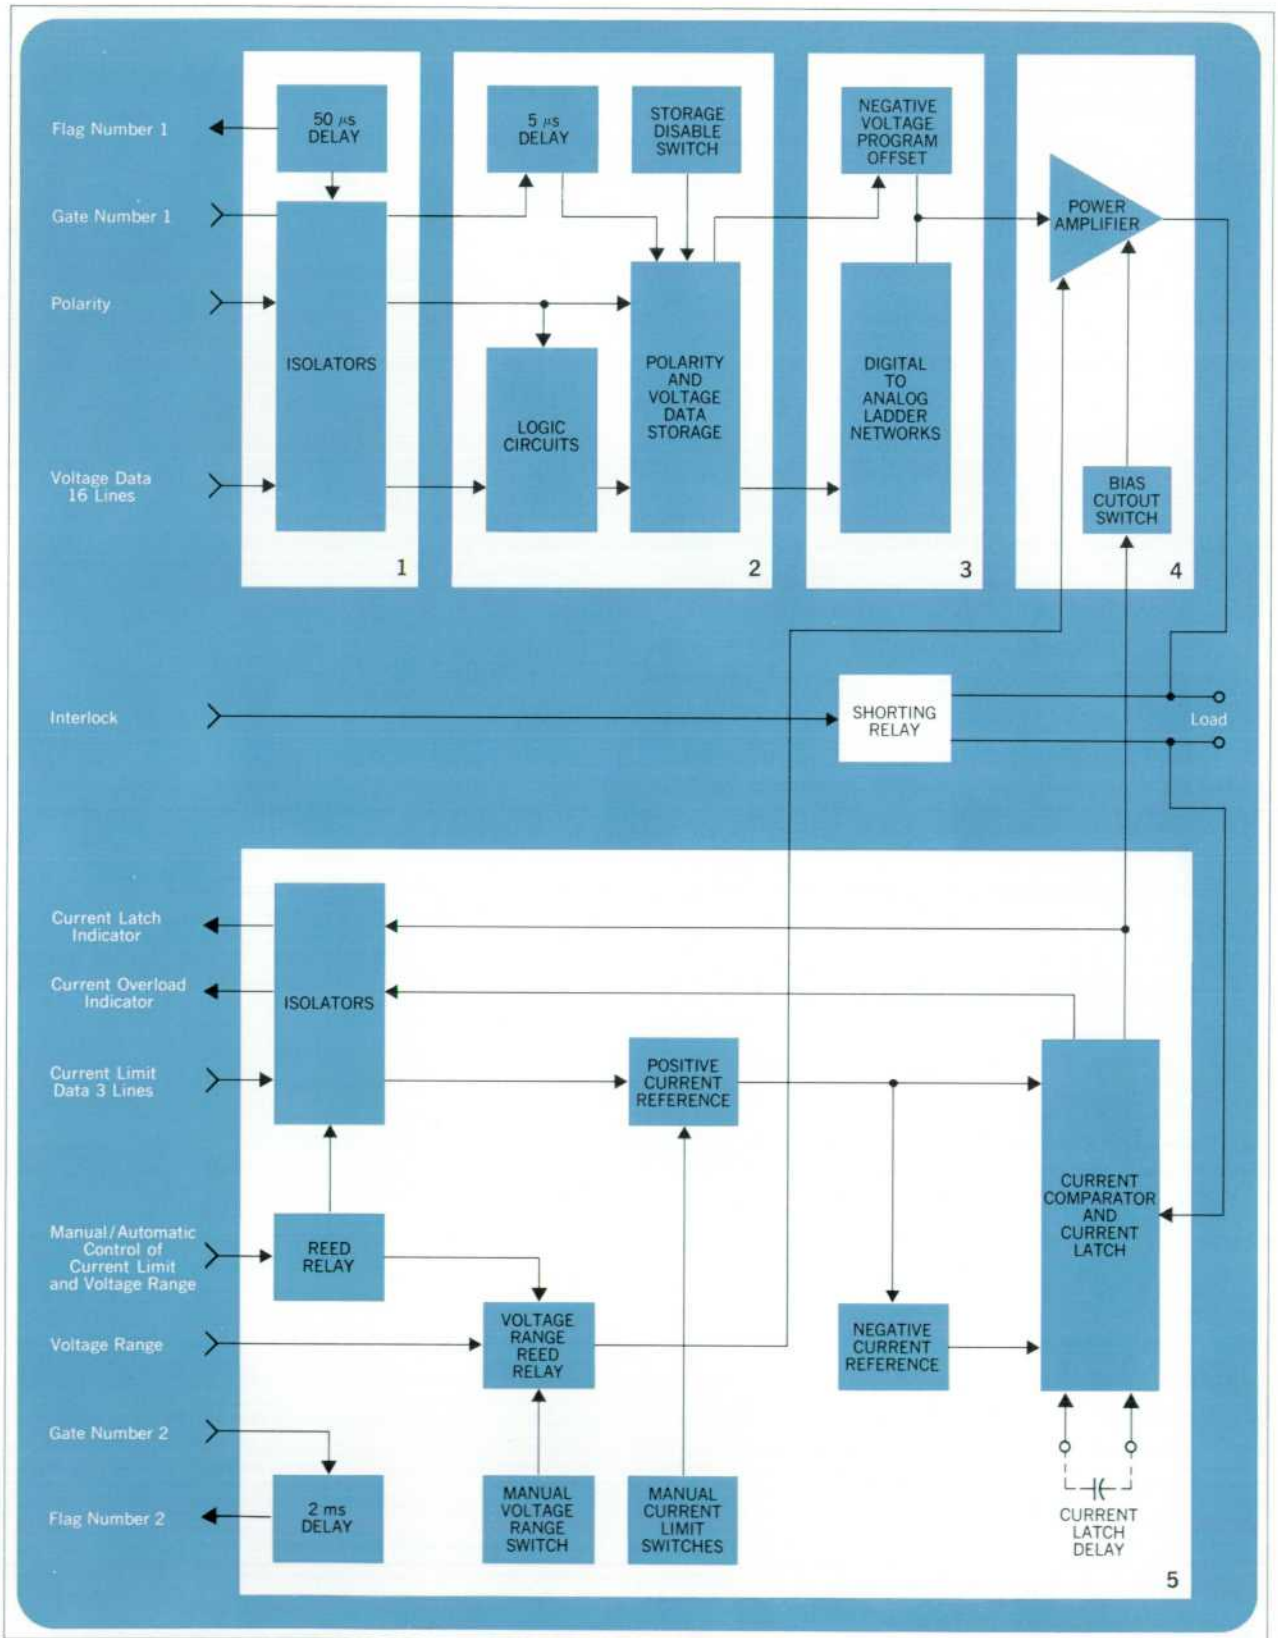 Flag Number 1
Gate Number 1
Polarity
Voltage Data
16 Lines
50 μs
DELAY
ISOLATORS
1
5 μs
DELAY
STORAGE
DISABLE
SWITCH
LOGIC
CIRCUITS
POLARITY
AND
VOLTAGE
DATA
STORAGE
2
NEGATIVE
VOLTAGE
PROGRAM
OFFSET
DIGITAL
TO
ANALOG
LADDER
NETWORKS
3
POWER
AMPLIFIER
BIAS
CUTOUT
SWITCH
4
Interlock
SHORTING
RELAY
Load
Current Latch
Indicator
Current Overload
Indicator
Current Limit
Data 3 Lines
Manual/Automatic
Control of
Current Limit
and Voltage Range
Voltage Range
Gate Number 2
Flag Number 2
ISOLATORS
REED
RELAY
2 ms
DELAY
VOLTAGE
RANGE
REED
RELAY
MANUAL
VOLTAGE
RANGE
SWITCH
POSITIVE
CURRENT
REFERENCE
MANUAL
CURRENT
LIMIT
SWITCHES
NEGATIVE
CURRENT
REFERENCE
CURRENT
COMPARATOR
AND
CURRENT
LATCH
CURRENT
LATCH
DELAY
5